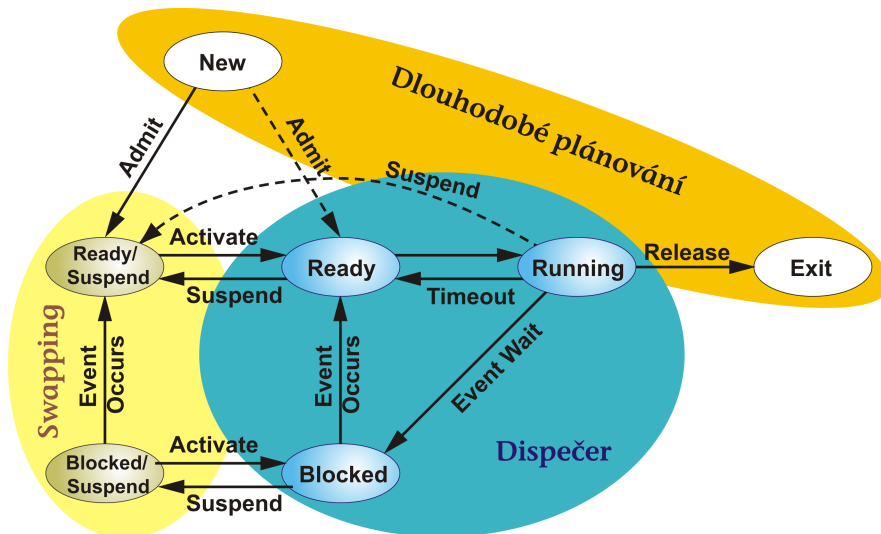 New
Dlouhodobé plánování
Admit
Admit
Suspend
Ready/
Suspend
Activate
Suspend
Ready
Timeout
Running
Release
Exit
Swapping
Event
Occurs
Event
Occurs
Event Wait
Dispečer
Blocked/
Suspend
Activate
Suspend
Blocked